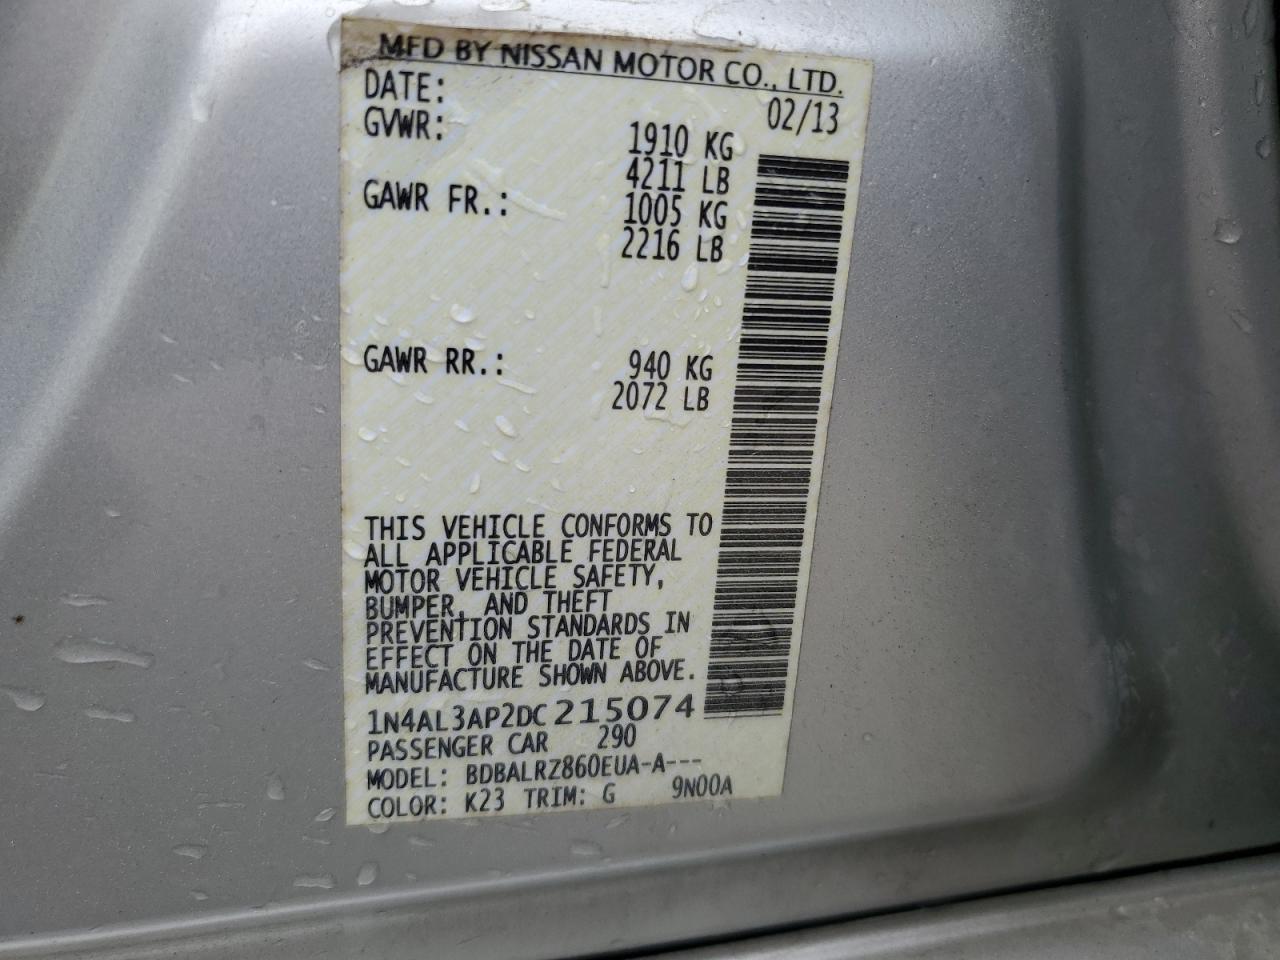 MFD BY NISSAN MOTOR CO., LTD.
DATE: 02/13
GVWR: 1910 KG
4211 LB
GAWR FR.: 1005 KG
2216 LB
GAWR RR.: 940 KG
2072 LB
THIS VEHICLE CONFORMS TO
ALL APPLICABLE FEDERAL
MOTOR VEHICLE SAFETY,
BUMPER, AND THEFT
PREVENTION STANDARDS IN
EFFECT ON THE DATE OF
MANUFACTURE SHOWN ABOVE.
1N4AL3AP2DC215074
PASSENGER CAR 290
MODEL: BDBALRZ860EUA-A---
COLOR: K23 TRIM: G 9N00A